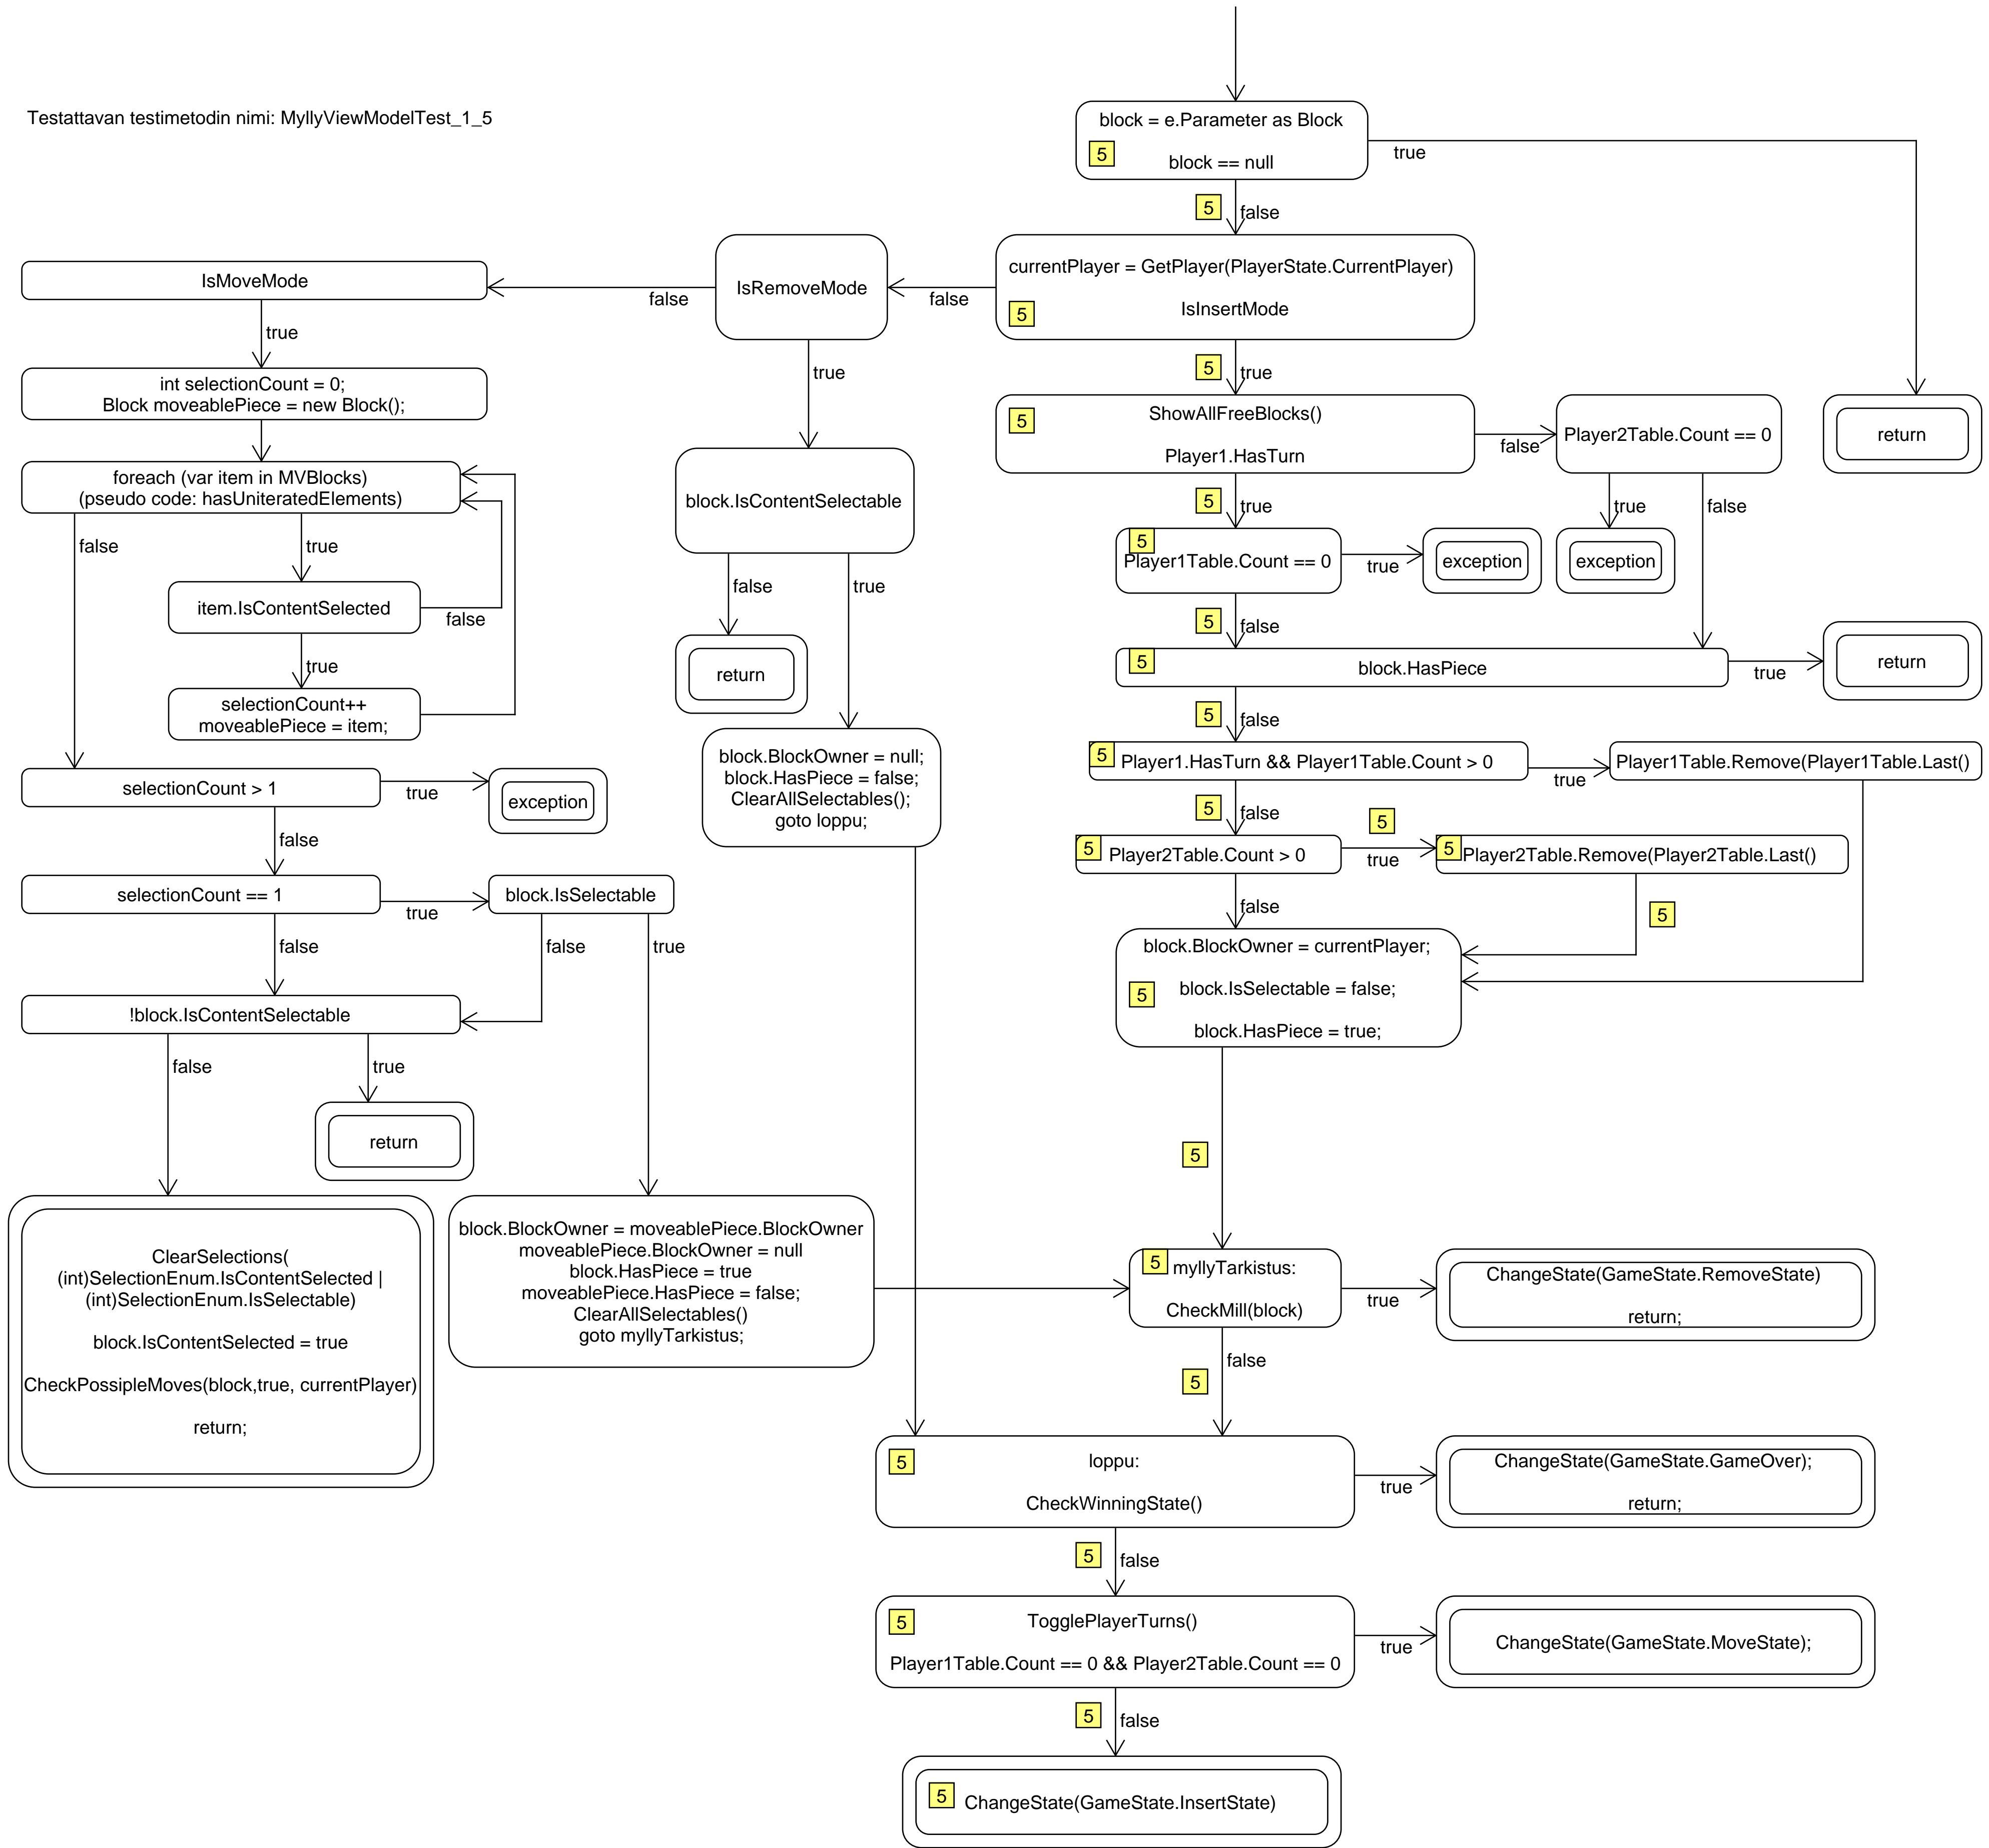 Testattavan testimetodin nimi: MyllyViewModelTest_1_5
block = e.Parameter as Block
5
block == null
true
5
false
currentPlayer = GetPlayer(PlayerState.CurrentPlayer)
IsInsertMode
5
false
IsRemoveMode
false
IsMoveMode
true
int selectionCount = 0;
Block moveablePiece = new Block();
foreach (var item in MVBlocks)
(pseudo code: hasUniteratedElements)
false
true
item.IsContentSelected
false
true
selectionCount++
moveablePiece = item;
selectionCount > 1
true
exception
false
selectionCount == 1
true
block.IsSelectable
false
false
true
!block.IsContentSelectable
false
true
return
ClearSelections(
(int)SelectionEnum.IsContentSelected |
(int)SelectionEnum.IsSelectable)
block.IsContentSelected = true
CheckPossipleMoves(block,true, currentPlayer)
return;
block.BlockOwner = moveablePiece.BlockOwner
moveablePiece.BlockOwner = null
block.HasPiece = true
moveablePiece.HasPiece = false;
ClearAllSelectables()
goto myllyTarkistus;
true
block.IsContentSelectable
false
true
return
block.BlockOwner = null;
block.HasPiece = false;
ClearAllSelectables();
goto loppu;
5
true
5
ShowAllFreeBlocks()
Player1.HasTurn
false
Player2Table.Count == 0
return
5
true
true
false
5
Player1Table.Count == 0
true
exception
exception
5
false
5
block.HasPiece
true
return
5
false
5
Player1.HasTurn && Player1Table.Count > 0
true
Player1Table.Remove(Player1Table.Last()
5
false
5
5
Player2Table.Count > 0
true
5
Player2Table.Remove(Player2Table.Last()
false
5
block.BlockOwner = currentPlayer;
block.IsSelectable = false;
5
block.HasPiece = true;
5
5
myllyTarkistus:
CheckMill(block)
true
ChangeState(GameState.RemoveState)
return;
false
5
5
loppu:
CheckWinningState()
true
ChangeState(GameState.GameOver);
return;
5
false
5
TogglePlayerTurns()
Player1Table.Count == 0 && Player2Table.Count == 0
true
ChangeState(GameState.MoveState);
5
false
5
ChangeState(GameState.InsertState)